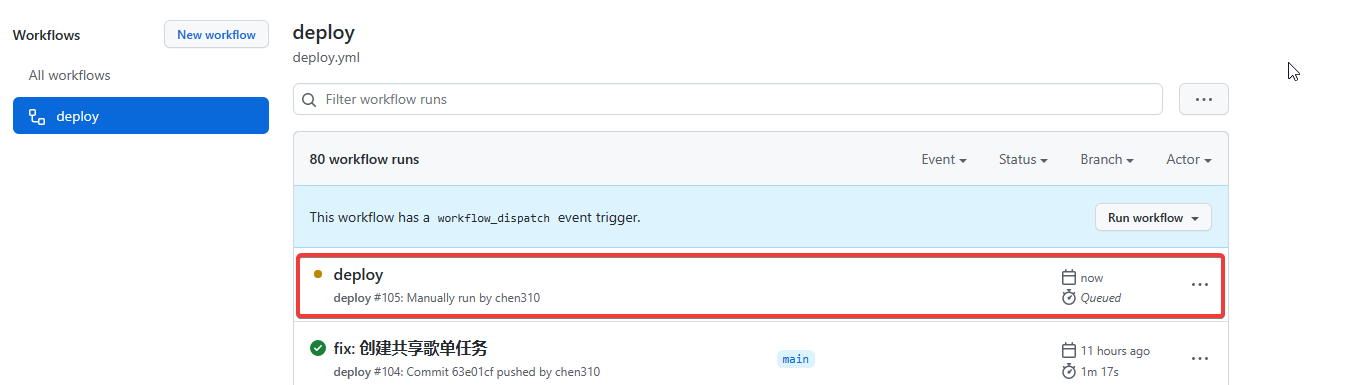 Workflows
New workflow
All workflows
deploy
deploy
deploy.yml
Filter workflow runs
80 workflow runs
Event
Status
Branch
Actor
This workflow has a workflow_dispatch event trigger.
Run workflow
deploy
deploy #105: Manually run by chen310
now
Queued
fix: 创建共享歌单任务
deploy #104: Commit 63e01cf pushed by chen310
main
11 hours ago
1m 17s